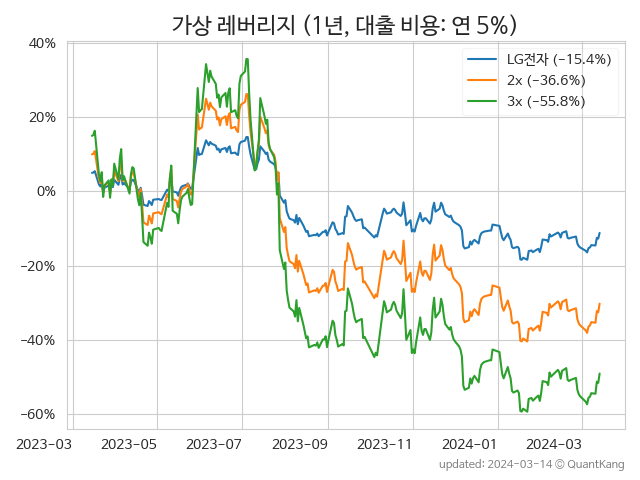 가상 레버리지 (1년, 대출 비용: 연 5%)
LG전자 (−15.4%)
2x (−36.6%)
3x (−55.8%)
40%
20%
0%
−20%
−40%
−60%
2023-03 2023-05 2023-07 2023-09 2023-11 2024-01 2024-03
updated: 2024-03-14 © QuantKang